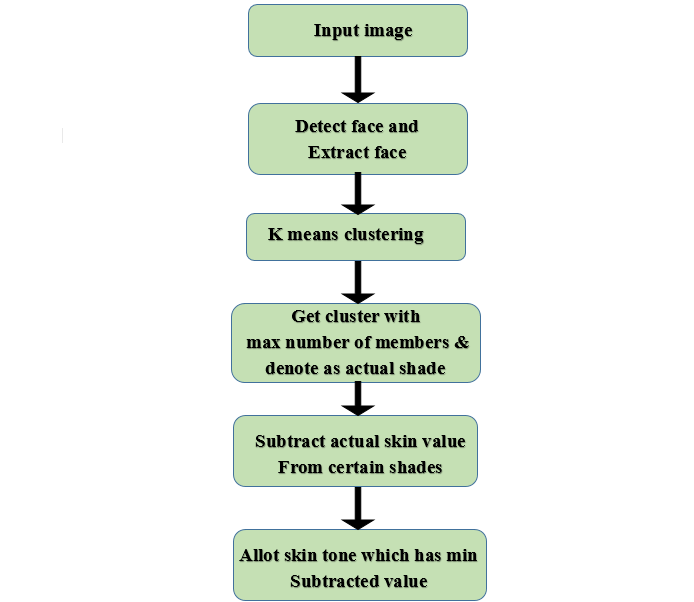 Input image
Detect face and
Extract face
K means clustering
Get cluster with
max number of members &
denote as actual shade
Subtract actual skin value
From certain shades
Allot skin tone which has min
Subtracted value